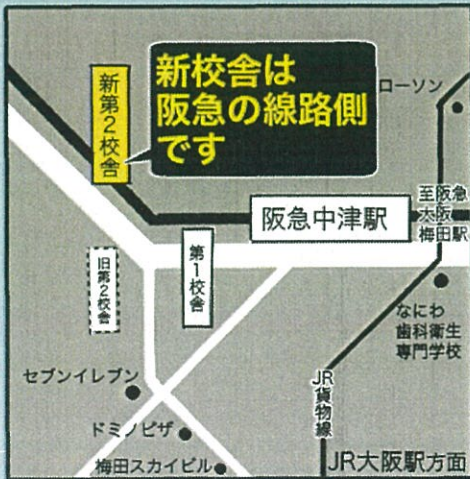 新校舎は
阪急の線路側
です
新第2校舎
ローソン
阪急中津駅
至阪急
大阪
梅田駅
第1校舎
旧第2校舎
なにわ
歯科衛生
専門学校
セブンイレブン
ドミノピザ
梅田スカイビル
JR貨物線
JR大阪駅方面